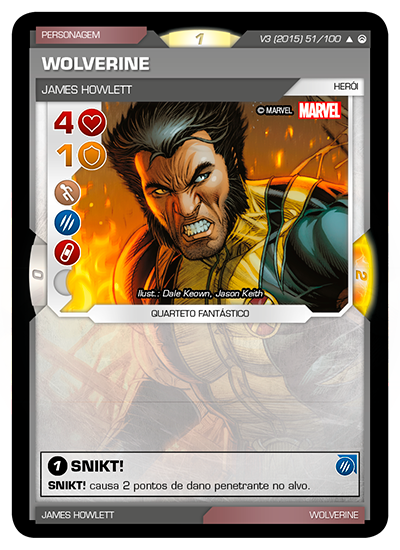 PERSONAGEM
1
V3 (2015) 51/100
WOLVERINE
JAMES HOWLETT
HERÓI
© MARVEL MARVEL
4
1
0
2
Ilust.: Dale Keown, Jason Keith
QUARTETO FANTÁSTICO
1 SNIKT!
SNIKT! causa 2 pontos de dano penetrante no alvo.
JAMES HOWLETT
WOLVERINE